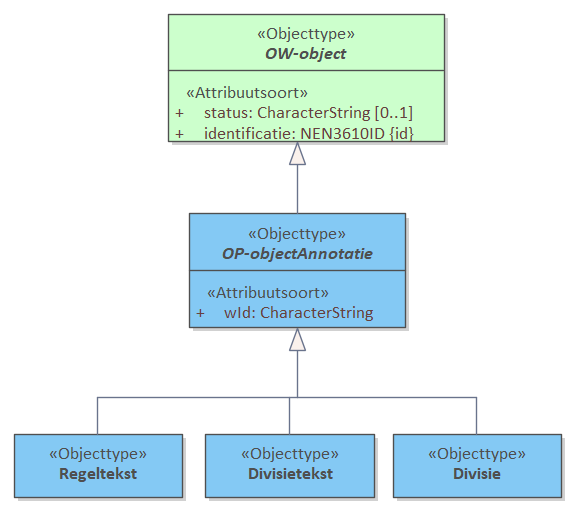 «Objecttype»
OW-object
«Attribuutsoort»
+ status: CharacterString [0..1]
+ identificatie: NEN3610ID {id}
«Objecttype»
OP-objectAnnotatie
«Attribuutsoort»
+ wId: CharacterString
«Objecttype» «Objecttype» «Objecttype»
Regeltekst Divisietekst Divisie